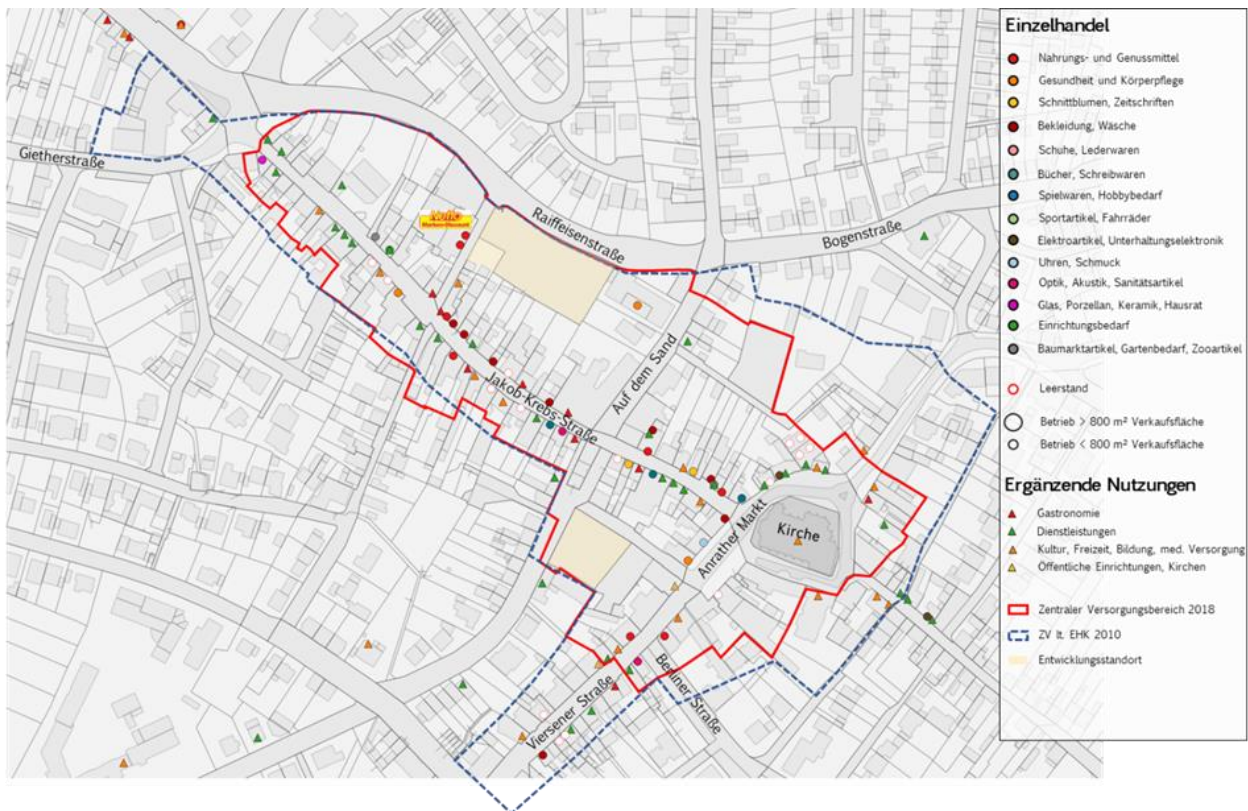 Gietherstraße
Netto
Marken-Discount
Raiffeisenstraße
Bogenstraße
Auf dem Sand
Jakob-Krebs-Straße
Anrather Markt
Kirche
Viersener Straße
Berliner Straße
Einzelhandel
Nahrungs- und Genussmittel
Gesundheit und Körperpflege
Schnittblumen, Zeitschriften
Bekleidung, Wäsche
Schuhe, Lederwaren
Bücher, Schreibwaren
Spielwaren, Hobbybedarf
Sportartikel, Fahrräder
Elektroartikel, Unterhaltungselektronik
Uhren, Schmuck
Optik, Akustik, Sanitätsartikel
Glas, Porzellan, Keramik, Hausrat
Einrichtungsbedarf
Baumarktartikel, Gartenbedarf, Zooartikel
Leerstand
Betrieb > 800 m² Verkaufsfläche
Betrieb < 800 m² Verkaufsfläche
Ergänzende Nutzungen
Gastronomie
Dienstleistungen
Kultur, Freizeit, Bildung, med. Versorgung
Öffentliche Einrichtungen, Kirchen
Zentraler Versorgungsbereich 2018
ZV lt. EHK 2010
Entwicklungsstandort